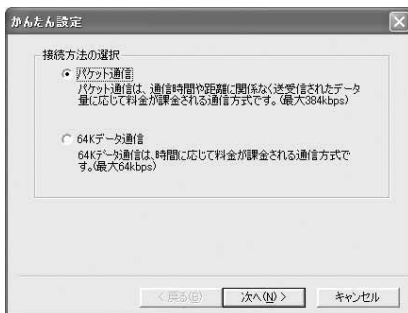 かんたん設定
接続方法の選択
パケット通信
パケット通信は、通信時間や距離に関係なく送受信されたデータ
量に応じて料金が課金される通信方式です。(最大384kbps)
64Kデータ通信
64Kデータ通信は、時間に応じて料金が課金される通信方式で
す。(最大64kbps)
< 戻る(B)
次へ(N) >
キャンセル